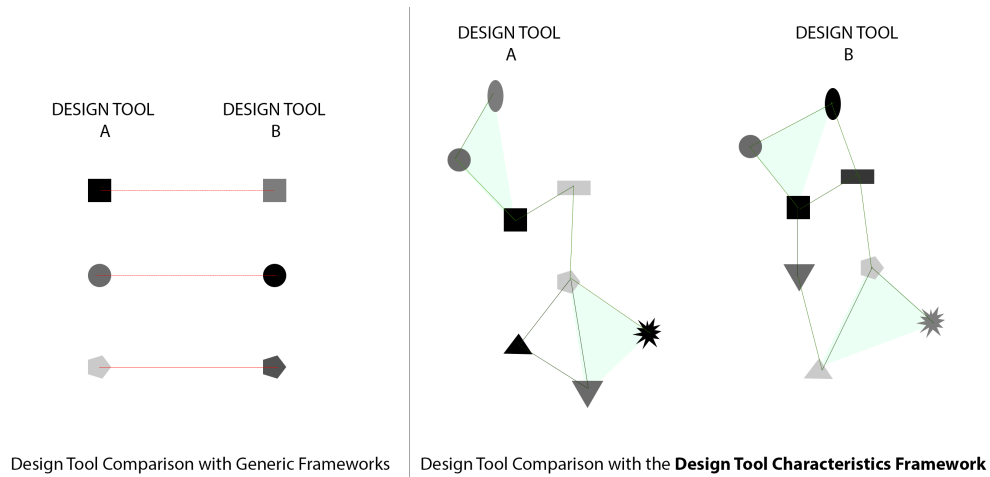 DESIGN TOOL
A
DESIGN TOOL
B
Design Tool Comparison with Generic Frameworks
DESIGN TOOL
A
DESIGN TOOL
B
Design Tool Comparison with the Design Tool Characteristics Framework